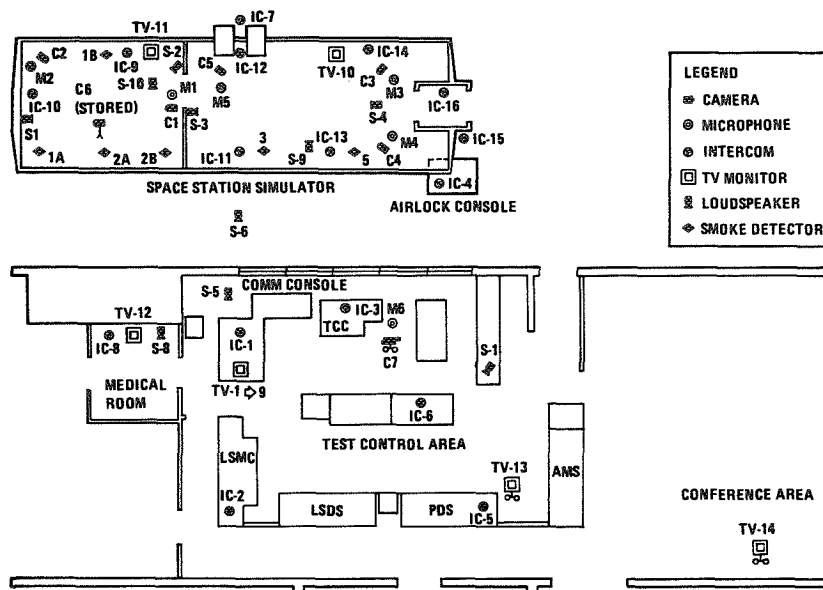 IC-7
TV-11
C2
1B
IC-9
S-2
C5
IC-12
TV-10
IC-14
C3
M2
C6
S-10
M1
M5
M3
IC-16
IC-10
(STORED)
C1
S-3
S-4
S1
IC-15
3
IC-13
M4
1A
2A
2B
IC-11
S-9
5
C4
IC-4
SPACE STATION SIMULATOR
AIRLOCK CONSOLE
S-6
LEGEND
CAMERA
MICROPHONE
INTERCOM
TV MONITOR
LOUDSPEAKER
SMOKE DETECTOR
S-5
COMM CONSOLE
TV-12
IC-3
M6
TCC
IC-8
S-8
IC-1
C7
S-1
MEDICAL
ROOM
TV-1 ⇨ 9
IC-6
TEST CONTROL AREA
LSMC
TV-13
AMS
IC-2
LSDS
PDS
IC-5
CONFERENCE AREA
TV-14